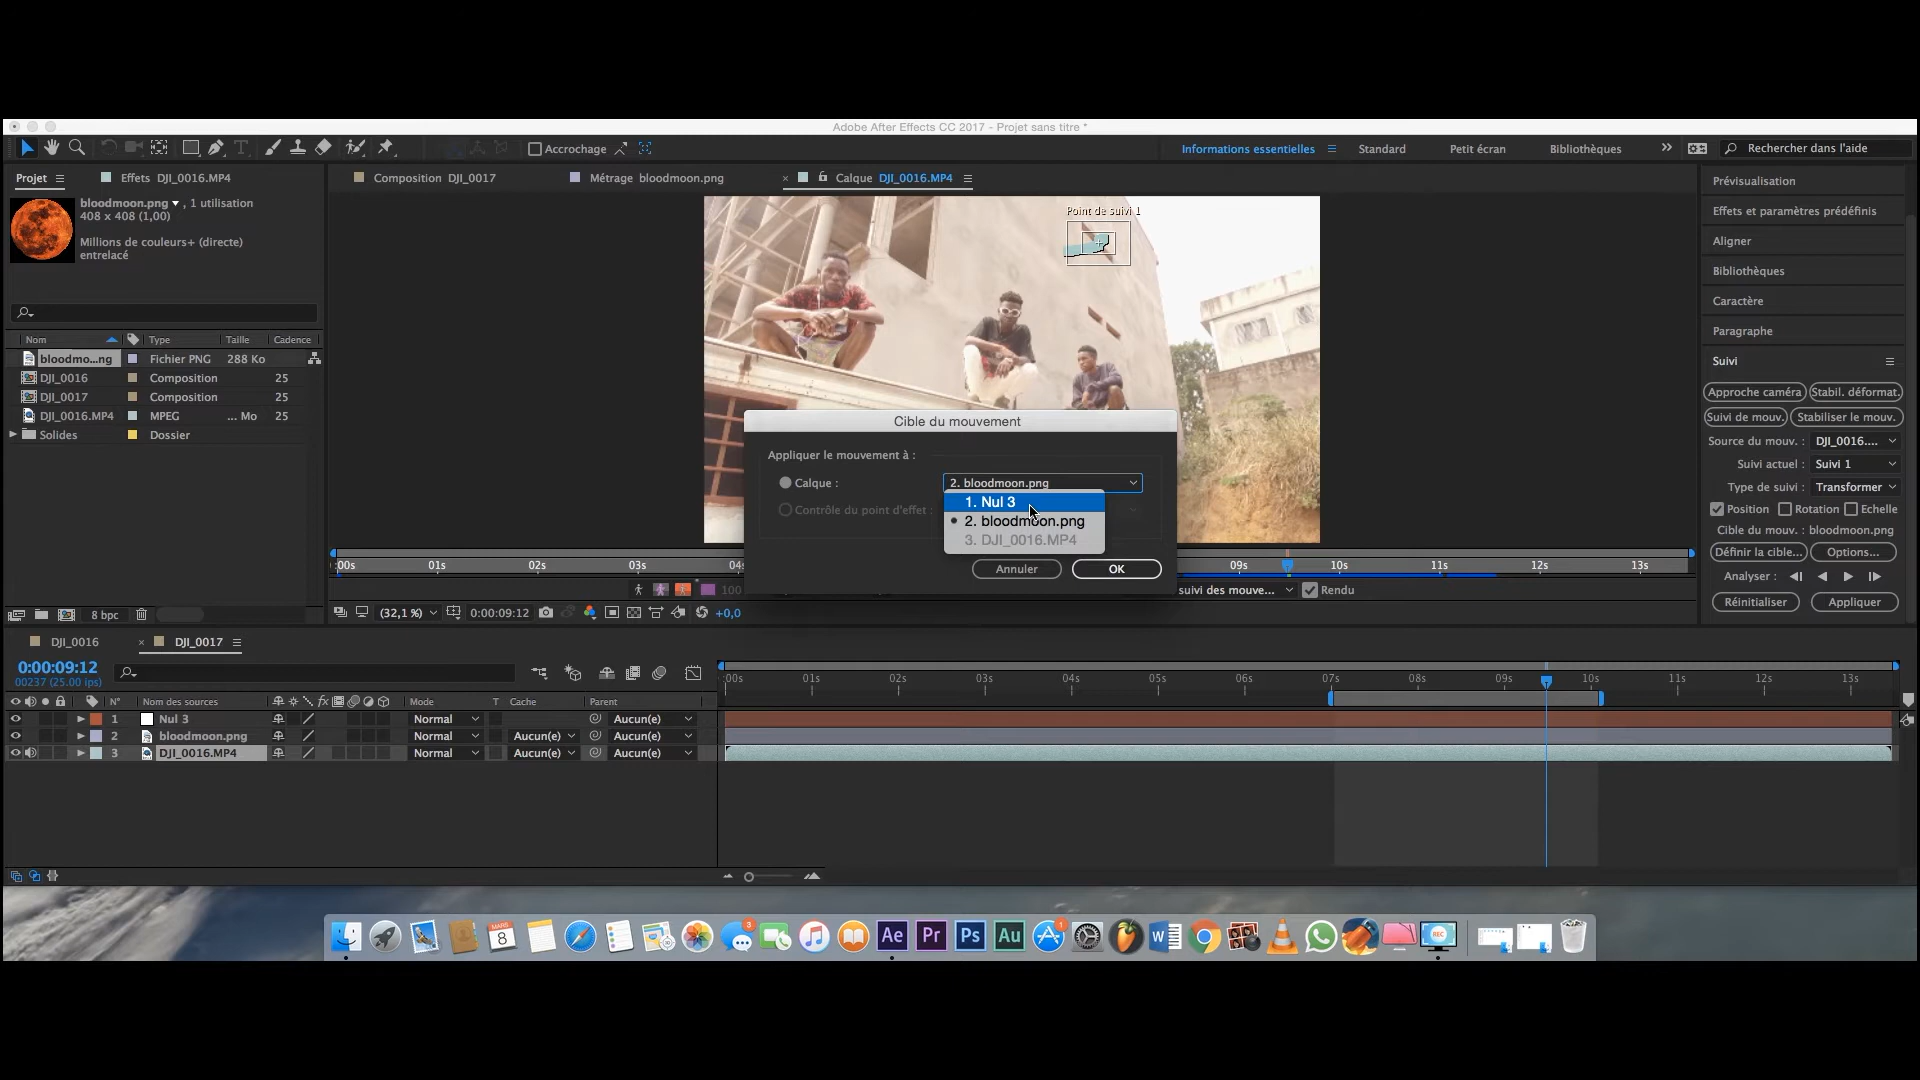 Adobe After Effects CC 2017 - Projet sans titre *
Accrochage
Informations essentielles
Standard
Petit écran
Bibliothèques
Rechercher dans l'aide
Projet
Effets DJI_0016.MP4
Composition DJI_0017
Métrage bloodmoon.png
Calque DJI_0016.MP4
bloodmoon.png , 1 utilisation
408 x 408 (1,00)
Millions de couleurs+ (directe)
entrelacé
Nom Type Taille Cadence
bloodmo...ng Fichier PNG 288 Ko
DJI_0016 Composition 25
DJI_0017 Composition 25
DJI_0016.MP4 MPEG ... Mo 25
Solides Dossier
8 bpc
Point de suivi 1
Cible du mouvement
Appliquer le mouvement à :
Calque : 2. bloodmoon.png
1. Nul 3
2. bloodmoon.png
3. DJI_0016.MP4
Contrôle du point d'effet :
Annuler
OK
:00s 01s 02s 03s 04s 09s 10s 11s 12s 13s
100
suivi des mouve...
Rendu
(32,1 %)
0:00:09:12
+0,0
Prévisualisation
Effets et paramètres prédéfinis
Aligner
Bibliothèques
Caractère
Paragraphe
Suivi
Approche caméra
Stabil. déformat.
Suivi de mouv.
Stabiliser le mouv.
Source du mouv. : DJI_0016....
Suivi actuel : Suivi 1
Type de suivi : Transformer
Position Rotation Echelle
Cible du mouv. : bloodmoon.png
Définir la cible...
Options...
Analyser :
Réinitialiser
Appliquer
DJI_0016
DJI_0017
0:00:09:12
00237 (25.00 ips)
:00s 01s 02s 03s 04s 05s 06s 07s 08s 09s 10s 11s 12s 13s
N° Nom des sources fx Mode T Cache Parent
1 Nul 3 Normal Aucun(e)
2 bloodmoon.png Normal Aucun(e) Aucun(e)
3 DJI_0016.MP4 Normal Aucun(e) Aucun(e)
MARS
8
3
Ae
Pr
Ps
Au
1
W
REC